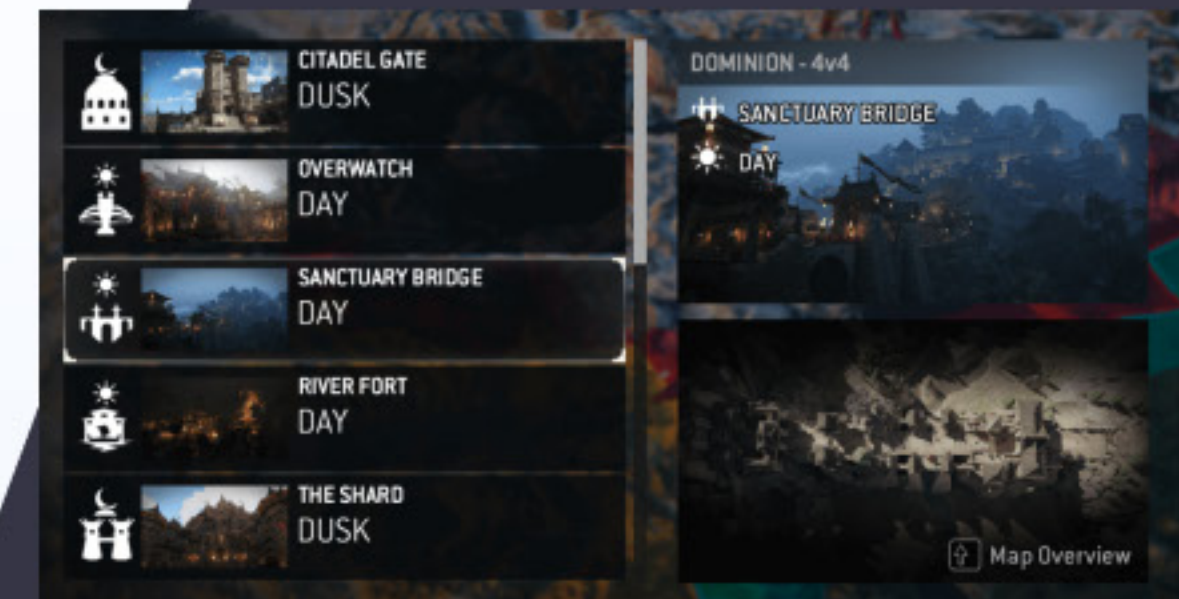 CITADEL GATE
DUSK
OVERWATCH
DAY
SANCTUARY BRIDGE
DAY
RIVER FORT
DAY
THE SHARD
DUSK
DOMINION - 4v4
SANCTUARY BRIDGE
DAY
Map Overview